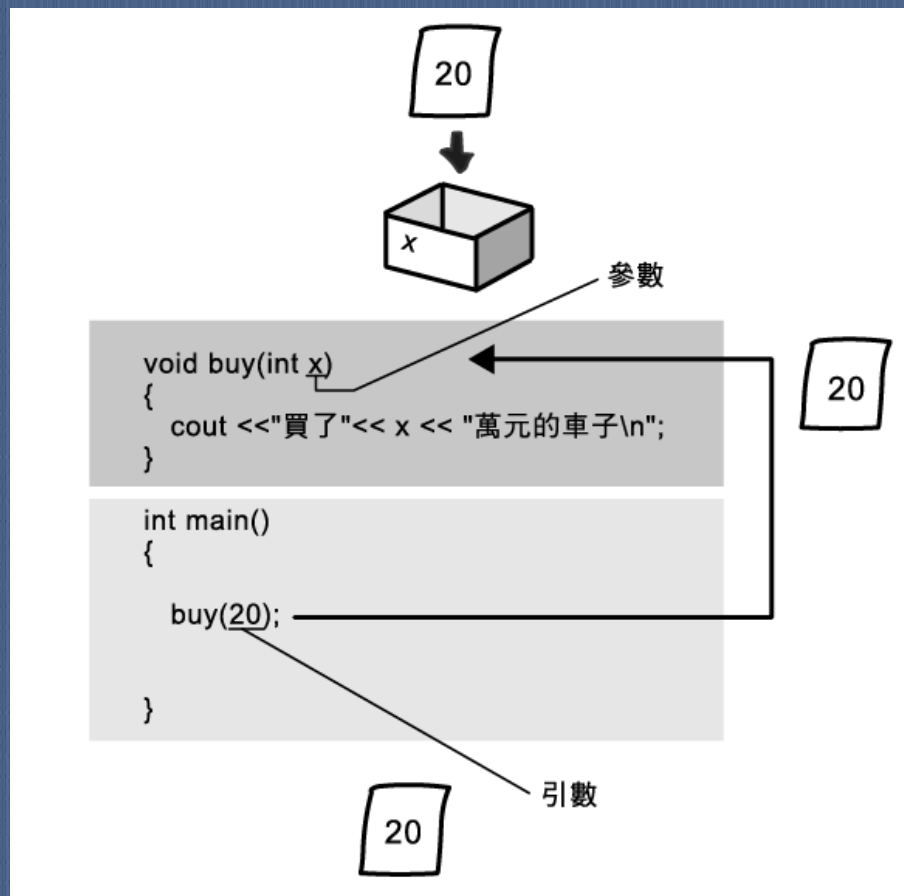 20
x
參數
void buy(int x)
{
cout <<"買了"<< x << "萬元的車子\n";
}
20
int main()
{
buy(20);
}
引數
20